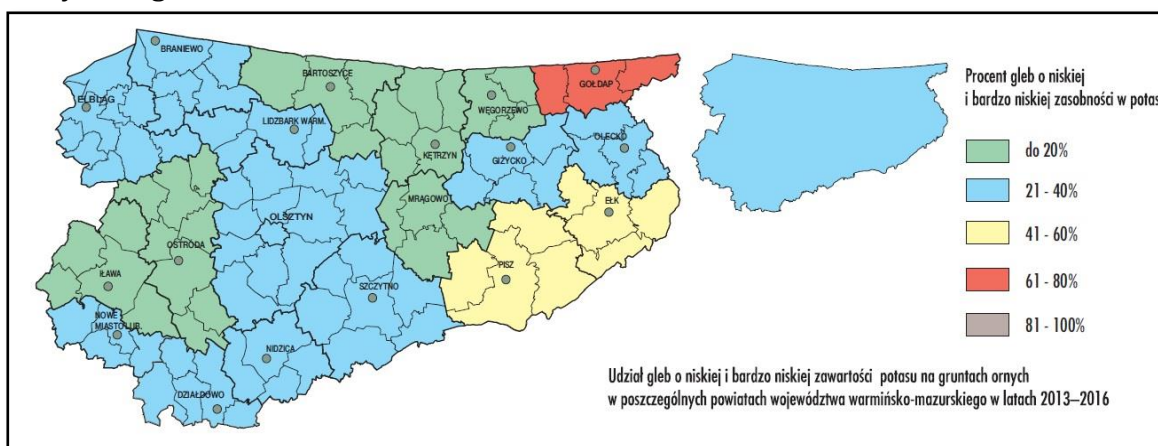 BRANIEWO
ELBLĄG
BARTOSZYCE
LIDZBARK WARM.
WĘGORZEWO
GOŁDAP
KĘTRZYN
GIŻYCKO
OLECKO
MRĄGOWO
EŁK
OLSZTYN
OSTRÓDA
IŁAWA
PISZ
SZCZYTNO
NOWE
MIASTO LUB.
NIDZICA
DZIAŁDOWO
Procent gleb o niskiej
i bardzo niskiej zasobności w potas
do 20%
21 - 40%
41 - 60%
61 - 80%
81 - 100%
Udział gleb o niskiej i bardzo niskiej zawartości potasu na gruntach ornych
w poszczególnych powiatach województwa warmińsko-mazurskiego w latach 2013–2016